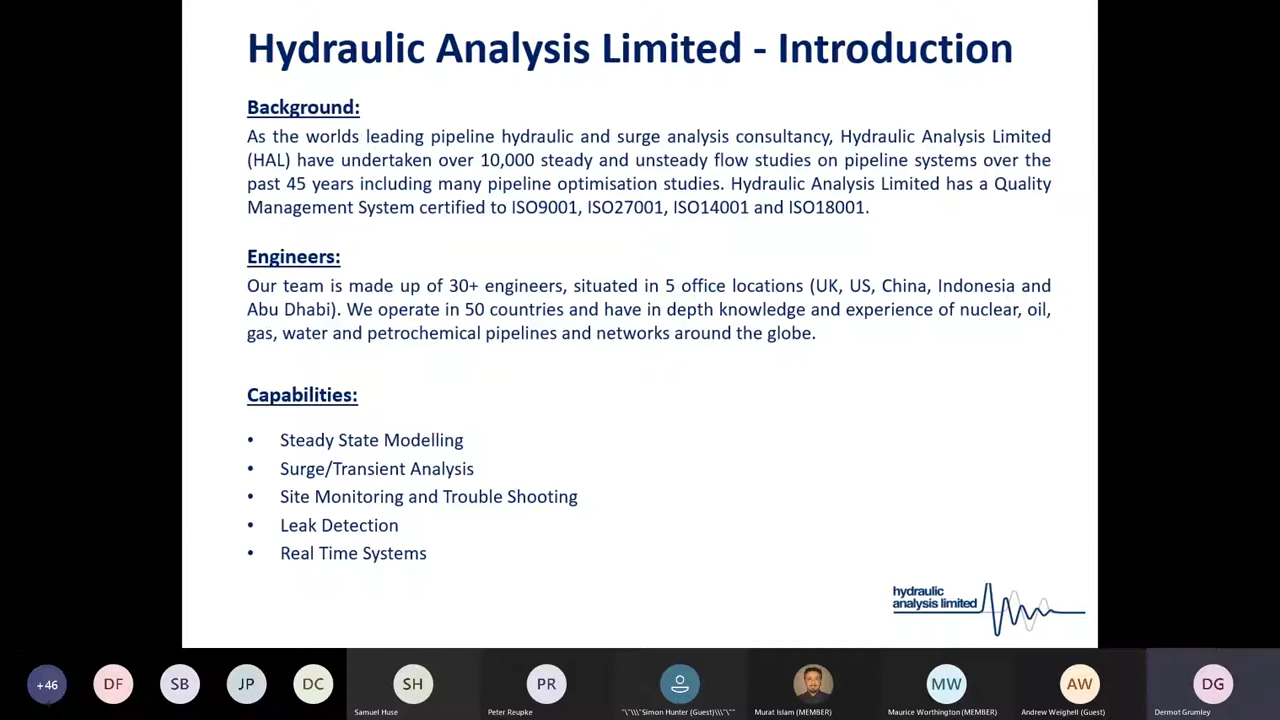 Hydraulic Analysis Limited - Introduction
Background:
As the worlds leading pipeline hydraulic and surge analysis consultancy, Hydraulic Analysis Limited
(HAL) have undertaken over 10,000 steady and unsteady flow studies on pipeline systems over the
past 45 years including many pipeline optimisation studies. Hydraulic Analysis Limited has a Quality
Management System certified to ISO9001, ISO27001, ISO14001 and ISO18001.
Engineers:
Our team is made up of 30+ engineers, situated in 5 office locations (UK, US, China, Indonesia and
Abu Dhabi). We operate in 50 countries and have in depth knowledge and experience of nuclear, oil,
gas, water and petrochemical pipelines and networks around the globe.
Capabilities:
• Steady State Modelling
• Surge/Transient Analysis
• Site Monitoring and Trouble Shooting
• Leak Detection
• Real Time Systems
hydraulic
analysis limited
+46 DF SB JP DC SH PR MW AW DG
Samuel Huse Peter Reupke "\"\\\"Simon Hunter (Guest)\\\"\"" Murat Islam (MEMBER) Maurice Worthington (MEMBER) Andrew Weighell (Guest) Dermot Grumley